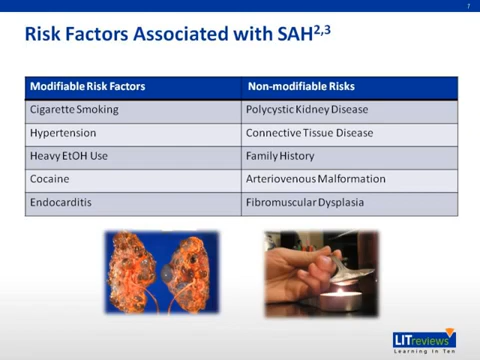 7
Risk Factors Associated with SAH2,3
Modifiable Risk Factors Non-modifiable Risks
Cigarette Smoking Polycystic Kidney Disease
Hypertension Connective Tissue Disease
Heavy EtOH Use Family History
Cocaine Arteriovenous Malformation
Endocarditis Fibromuscular Dysplasia
LITreviews
Learning in Ten